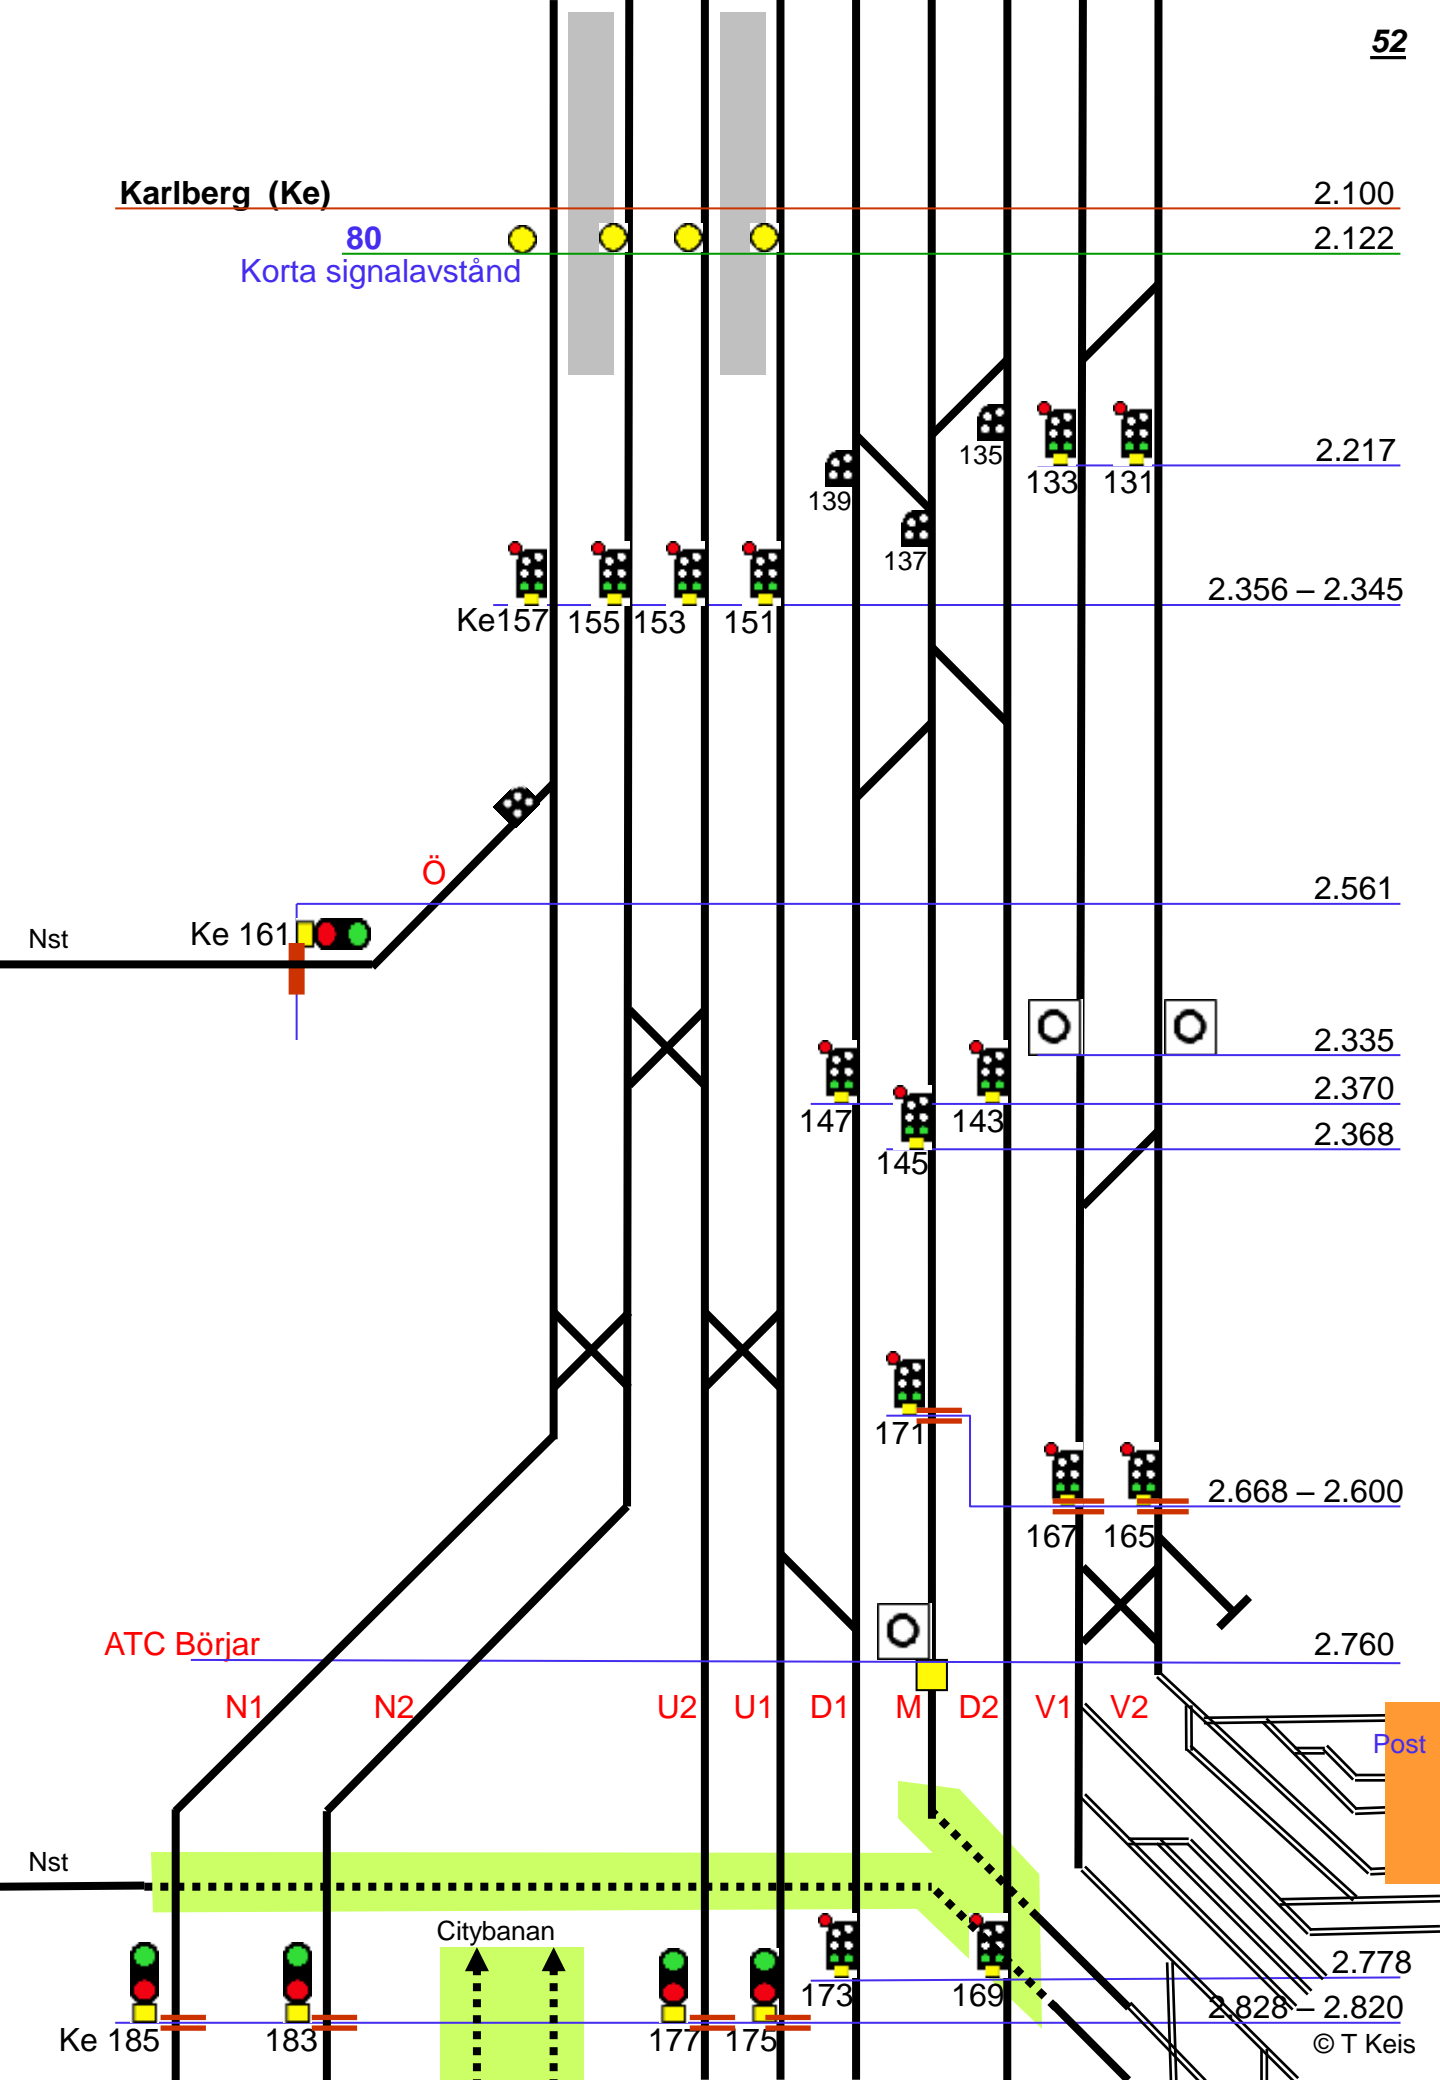 52
Karlberg (Ke)
2.100
80
2.122
Korta signalavstånd
135
2.217
139
133
131
137
2.356 – 2.345
Ke157
155
153
151
Ö
2.561
Nst
Ke 161
2.335
2.370
147
143
2.368
145
171
2.668 – 2.600
167
165
ATC Börjar
2.760
N1
N2
U2
U1
D1
M
D2
V1
V2
Post
Nst
Citybanan
2.778
173
169
2.828 – 2.820
Ke 185
183
177
175
© T Keis